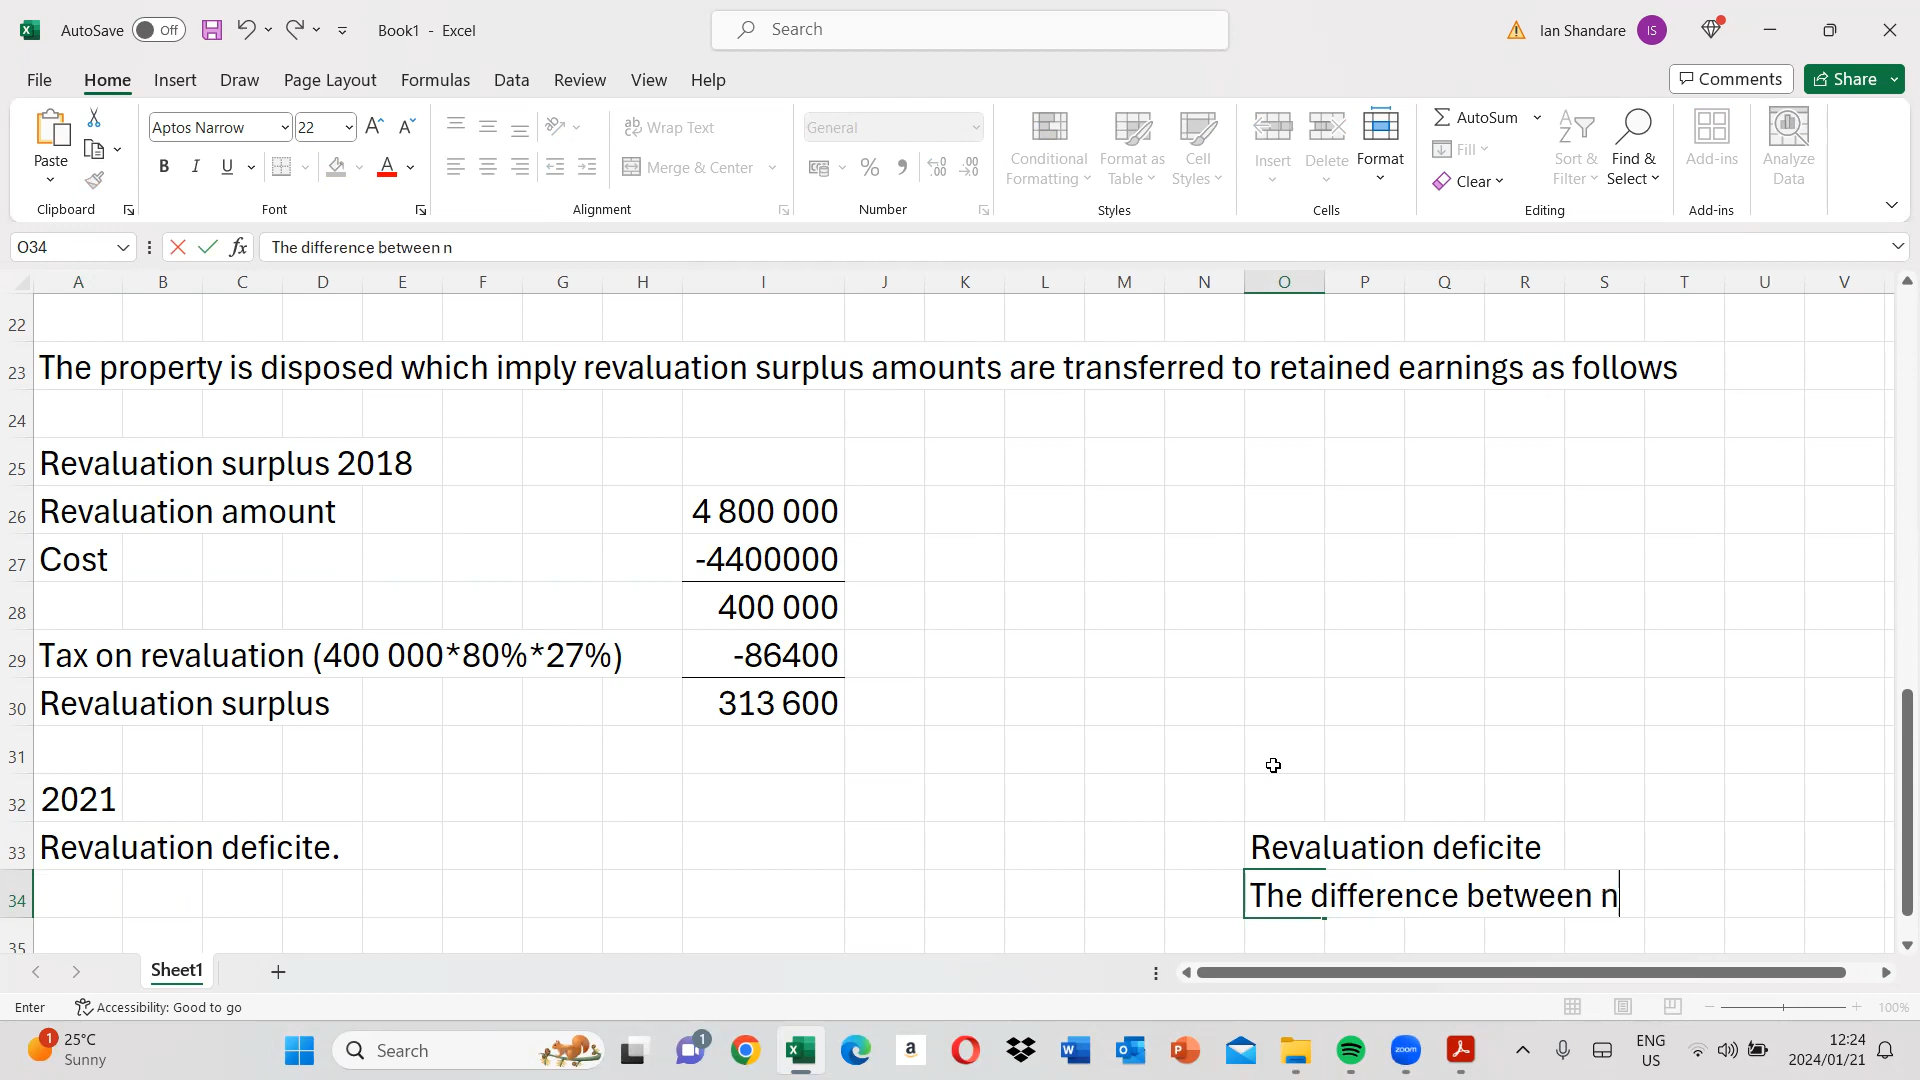 AutoSave Off Book1 - Excel Search Ian Shandare IS
File Home Insert Draw Page Layout Formulas Data Review View Help Comments Share
Paste Aptos Narrow 22 Wrap Text General Conditional Formatting Format as Table Cell Styles Insert Delete Format AutoSum Sort & Filter Find & Select Add-ins Analyze Data
B I U Merge & Center % Fill
Clear
Clipboard Font Alignment Number Styles Cells Editing Add-ins
O34 fx The difference between n
A B C D E F G H I J K L M N O P Q R S T U V
22
23 The property is disposed which imply revaluation surplus amounts are transferred to retained earnings as follows
24
25 Revaluation surplus 2018
26 Revaluation amount 4 800 000
27 Cost -4400000
28 400 000
29 Tax on revaluation (400 000*80%*27%) -86400
30 Revaluation surplus 313 600
31
32 2021
33 Revaluation deficite. Revaluation deficite
34 The difference between n
35
Sheet1
Enter Accessibility: Good to go 100%
1 25°C Search 1 a zoom ENG 12:24
Sunny US 2024/01/21